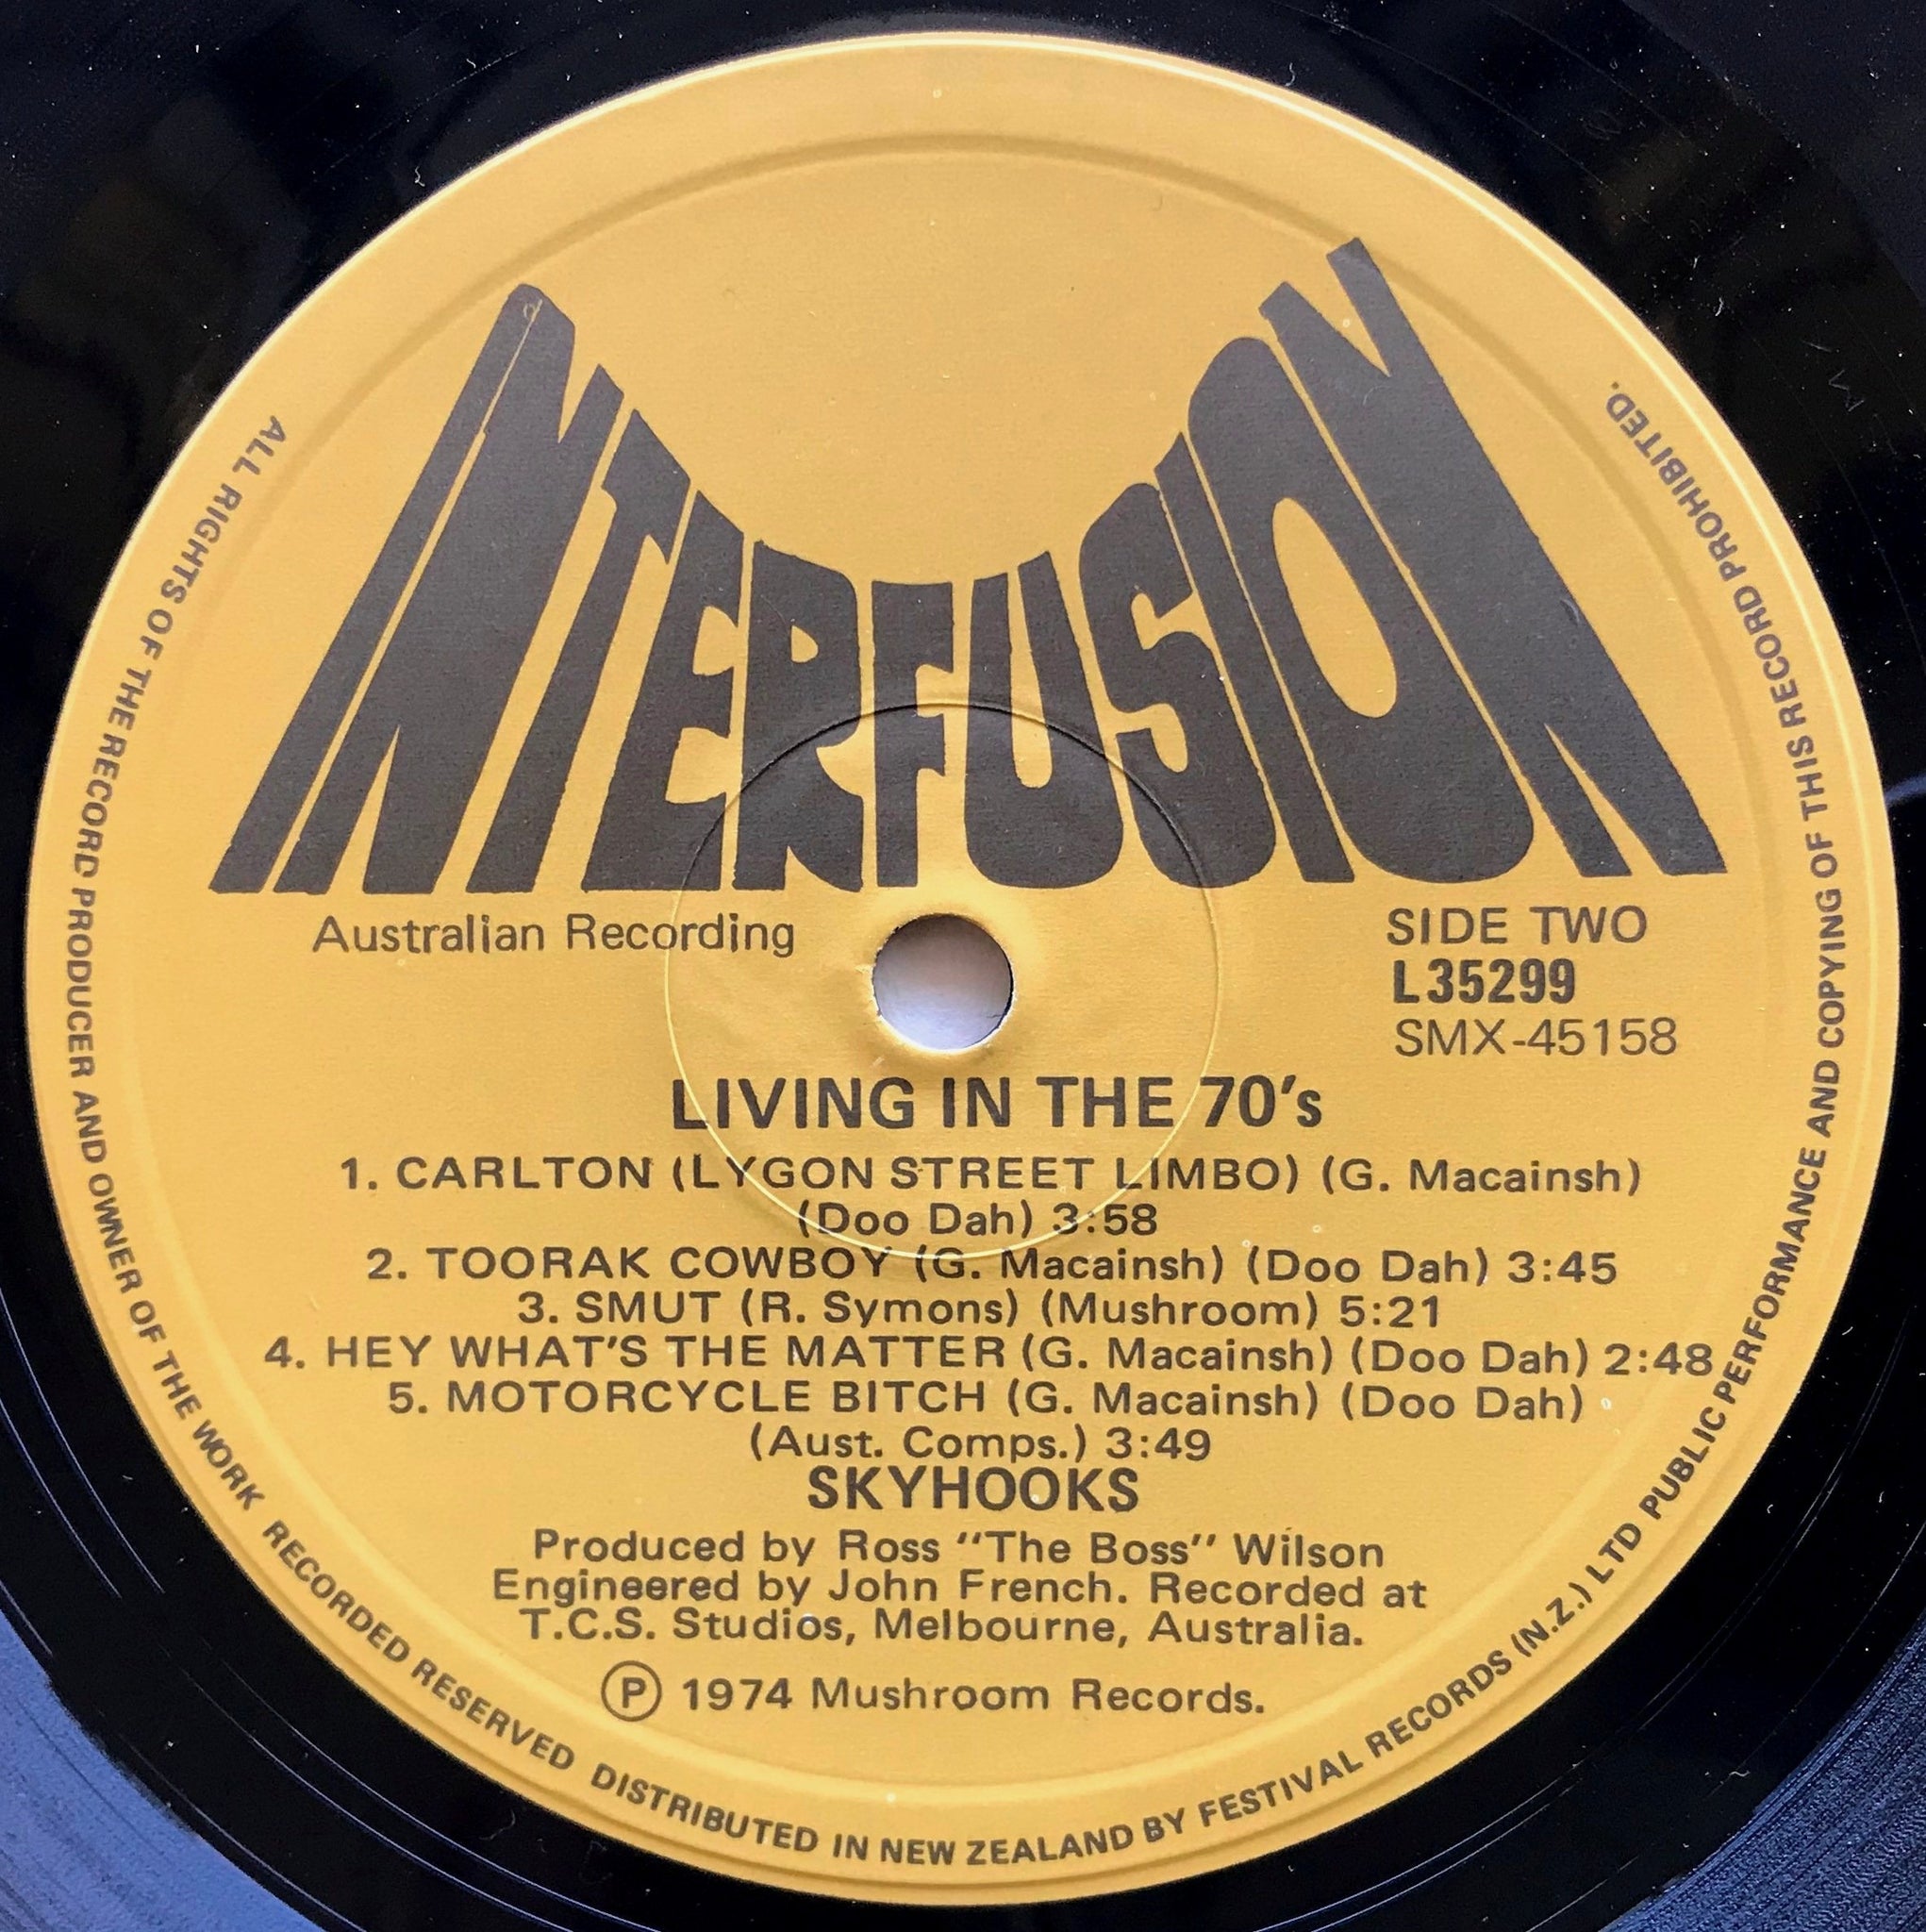 INTERFUSION
Australian Recording
SIDE TWO
L35299
SMX-45158
LIVING IN THE 70's
1. CARLTON (LYGON STREET LIMBO) (G. Macainsh)
(Doo Dah) 3:58
2. TOORAK COWBOY (G. Macainsh) (Doo Dah) 3:45
3. SMUT (R. Symons) (Mushroom) 5:21
4. HEY WHAT'S THE MATTER (G. Macainsh) (Doo Dah) 2:48
5. MOTORCYCLE BITCH (G. Macainsh) (Doo Dah)
(Aust. Comps.) 3:49
SKYHOOKS
Produced by Ross "The Boss" Wilson
Engineered by John French. Recorded at
T.C.S. Studios, Melbourne, Australia.
Ⓟ 1974 Mushroom Records.
ALL RIGHTS OF THE RECORD PRODUCER AND OWNER OF THE WORK RECORDED RESERVED DISTRIBUTED IN NEW ZEALAND BY FESTIVAL RECORDS (N.Z.) LTD PUBLIC PERFORMANCE AND COPYING OF THIS RECORD PROHIBITED.